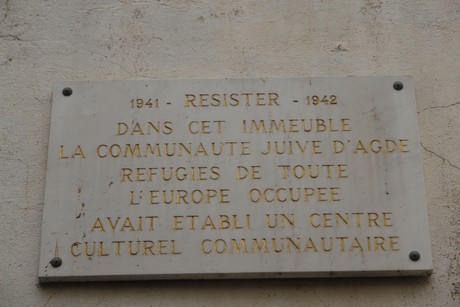 1941 - RESISTER - 1942
DANS CET IMMEUBLE
LA COMMUNAUTE JUIVE D'AGDE
REFUGIES DE TOUTE
L'EUROPE OCCUPEE
AVAIT ETABLI UN CENTRE
CULTUREL COMMUNAUTAIRE